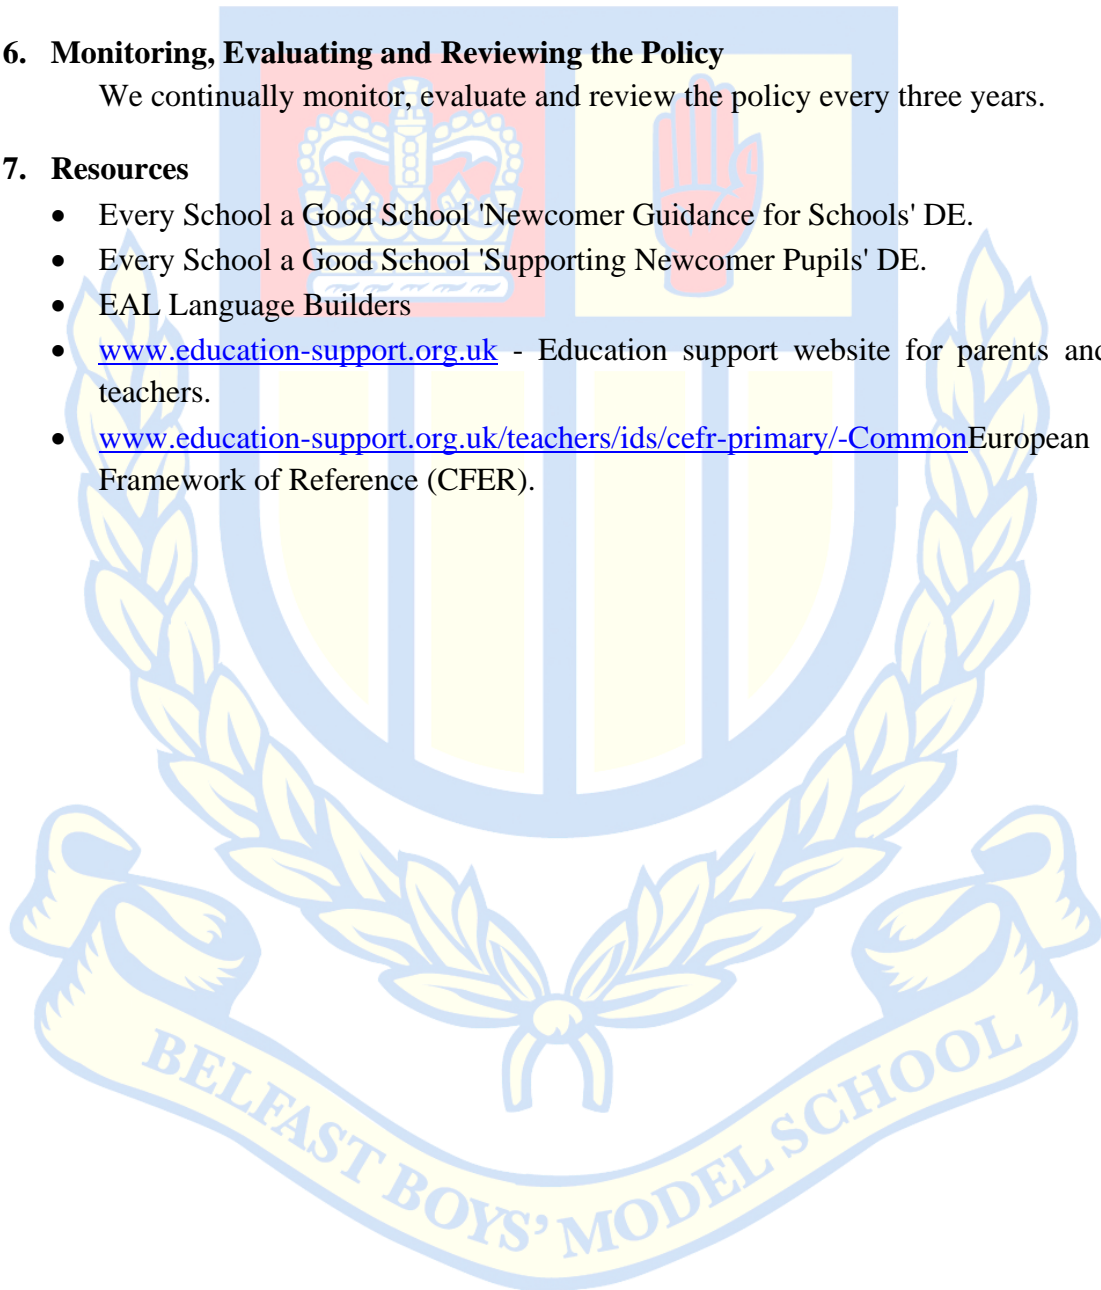 6. Monitoring, Evaluating and Reviewing the Policy
We continually monitor, evaluate and review the policy every three years.
7. Resources
• Every School a Good School 'Newcomer Guidance for Schools' DE.
• Every School a Good School 'Supporting Newcomer Pupils' DE.
• EAL Language Builders
• www.education-support.org.uk - Education support website for parents and
teachers.
• www.education-support.org.uk/teachers/ids/cefr-primary/-CommonEuropean
Framework of Reference (CFER).
BELFAST BOYS' MODEL SCHOOL